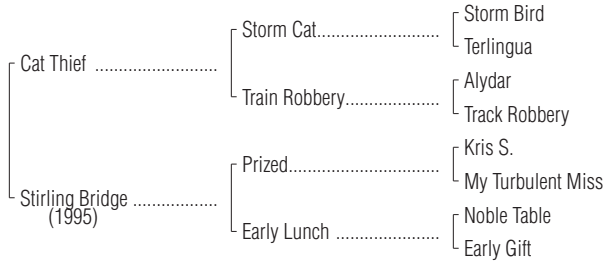 Storm Bird
Storm Cat........................
Terlingua
Cat Thief ........................
Alydar
Train Robbery..................
Track Robbery
Kris S.
Prized.............................
My Turbulent Miss
Stirling Bridge ................
(1995)
Noble Table
Early Lunch ....................
Early Gift